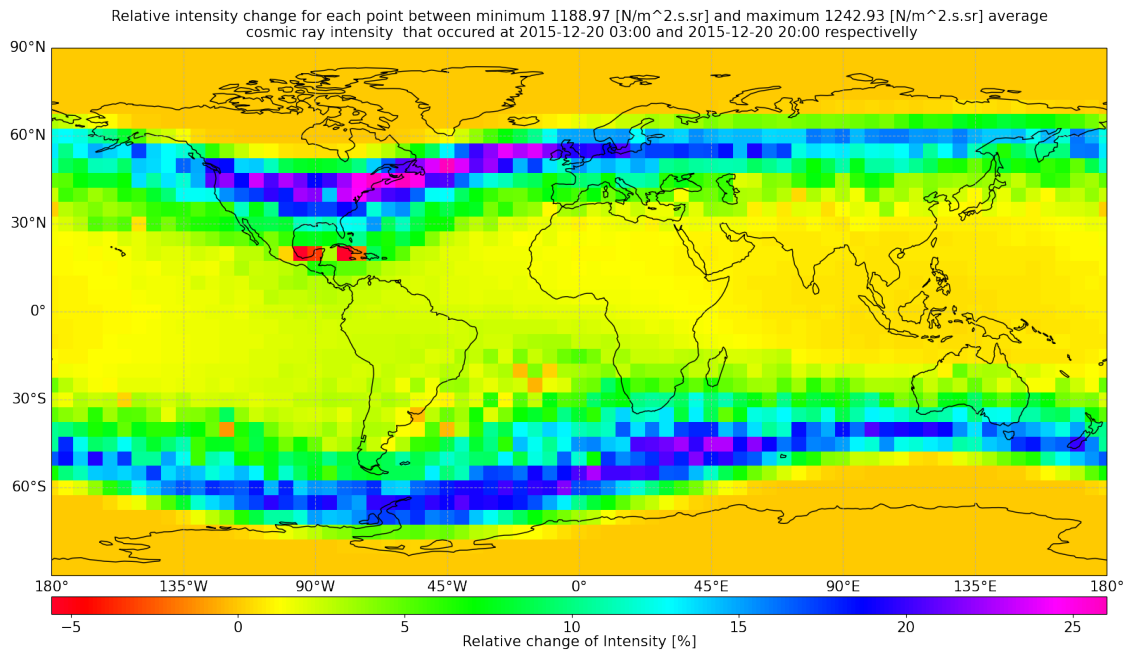 Relative intensity change for each point between minimum 1188.97 [N/m^2.s.sr] and maximum 1242.93 [N/m^2.s.sr] average
cosmic ray intensity  that occured at 2015-12-20 03:00 and 2015-12-20 20:00 respectivelly
90°N
60°N
30°N
0°
30°S
60°S
180° 135°W 90°W 45°W 0° 45°E 90°E 135°E 180°
−5 0 5 10 15 20 25
Relative change of Intensity [%]